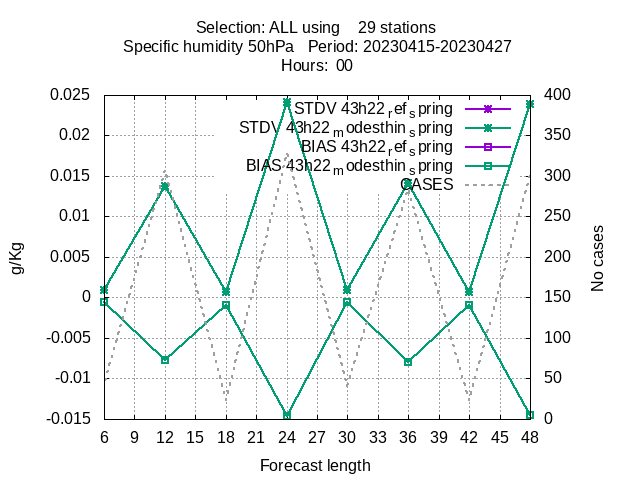 Selection: ALL using    29 stations
Specific humidity 50hPa   Period: 20230415-20230427
Hours:  00
STDV 43h22_ref_spring
STDV 43h22_modesthin_spring
BIAS 43h22_ref_spring
BIAS 43h22_modesthin_spring
CASES
g/Kg
0.025
0.02
0.015
0.01
0.005
0
-0.005
-0.01
-0.015
No cases
400
350
300
250
200
150
100
50
0
6 9 12 15 18 21 24 27 30 33 36 39 42 45 48
Forecast length